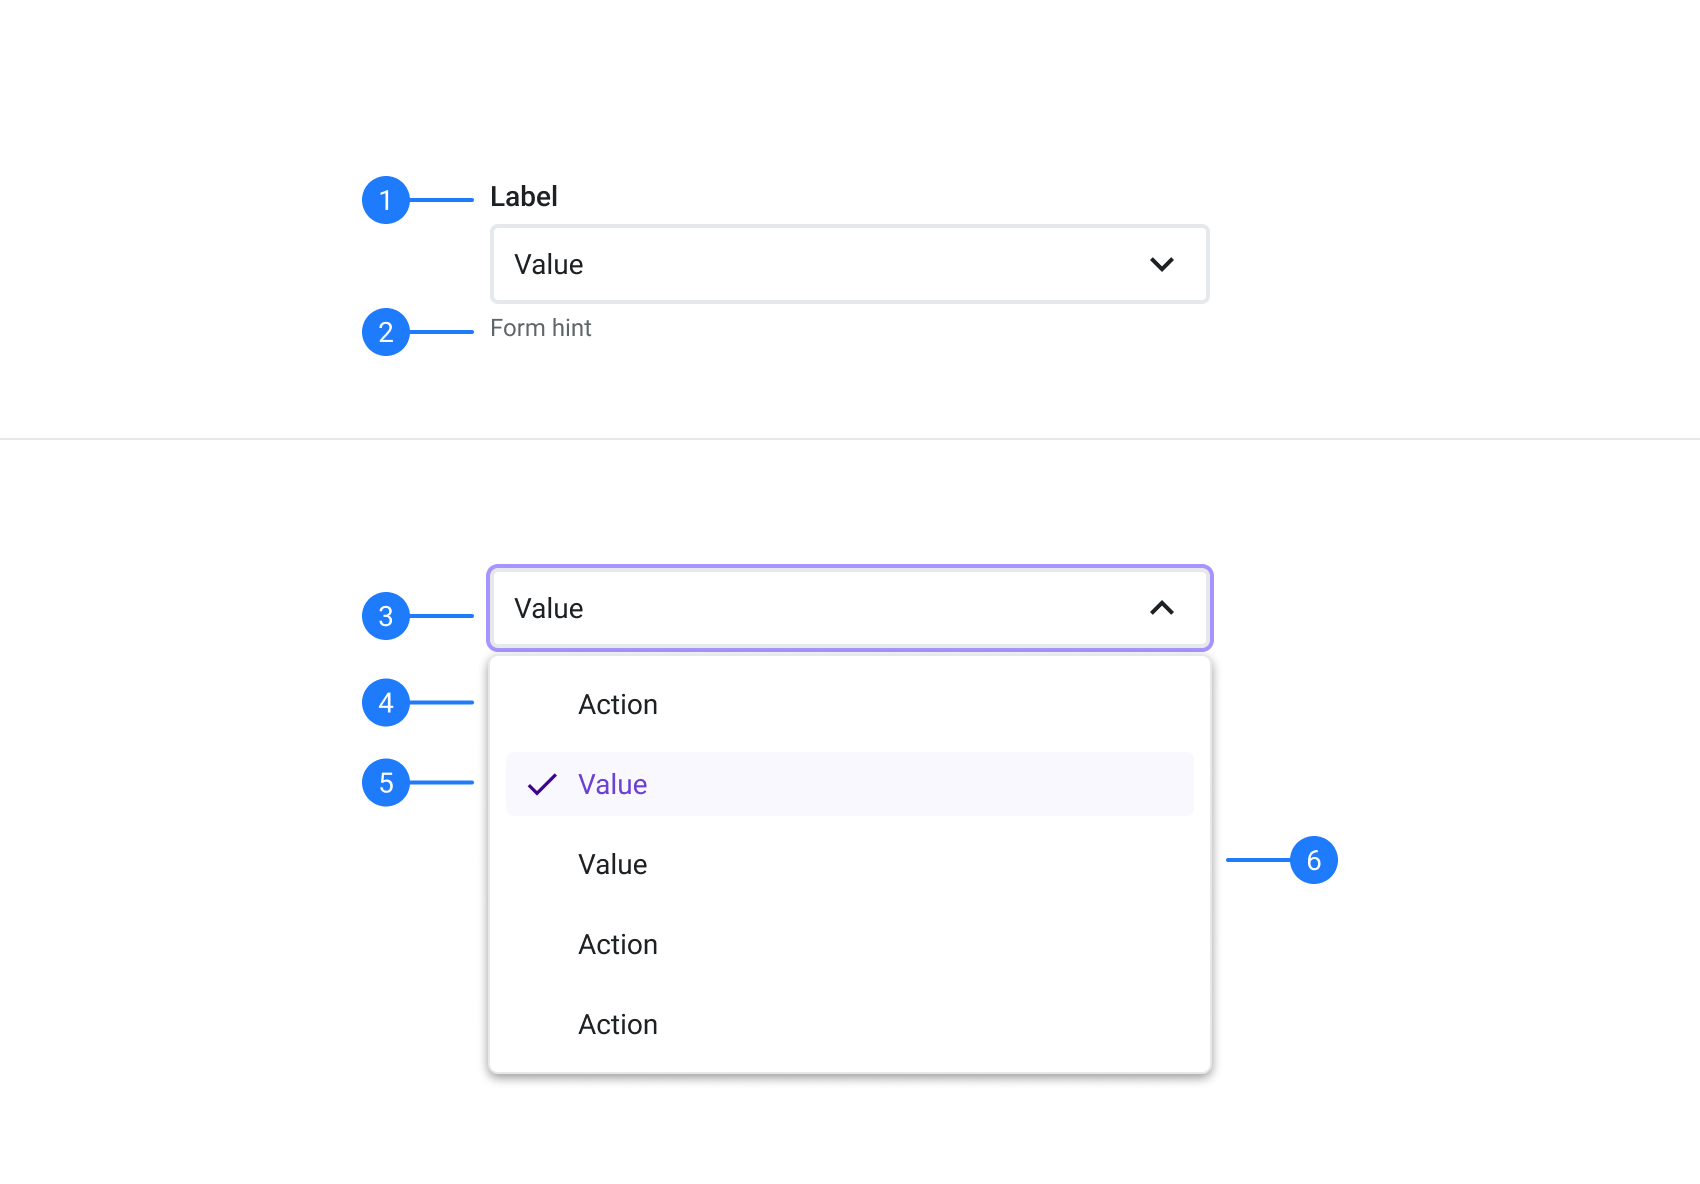 1 Label
Value
2 Form hint
3 Value
4 Action
5 Value
Value 6
Action
Action